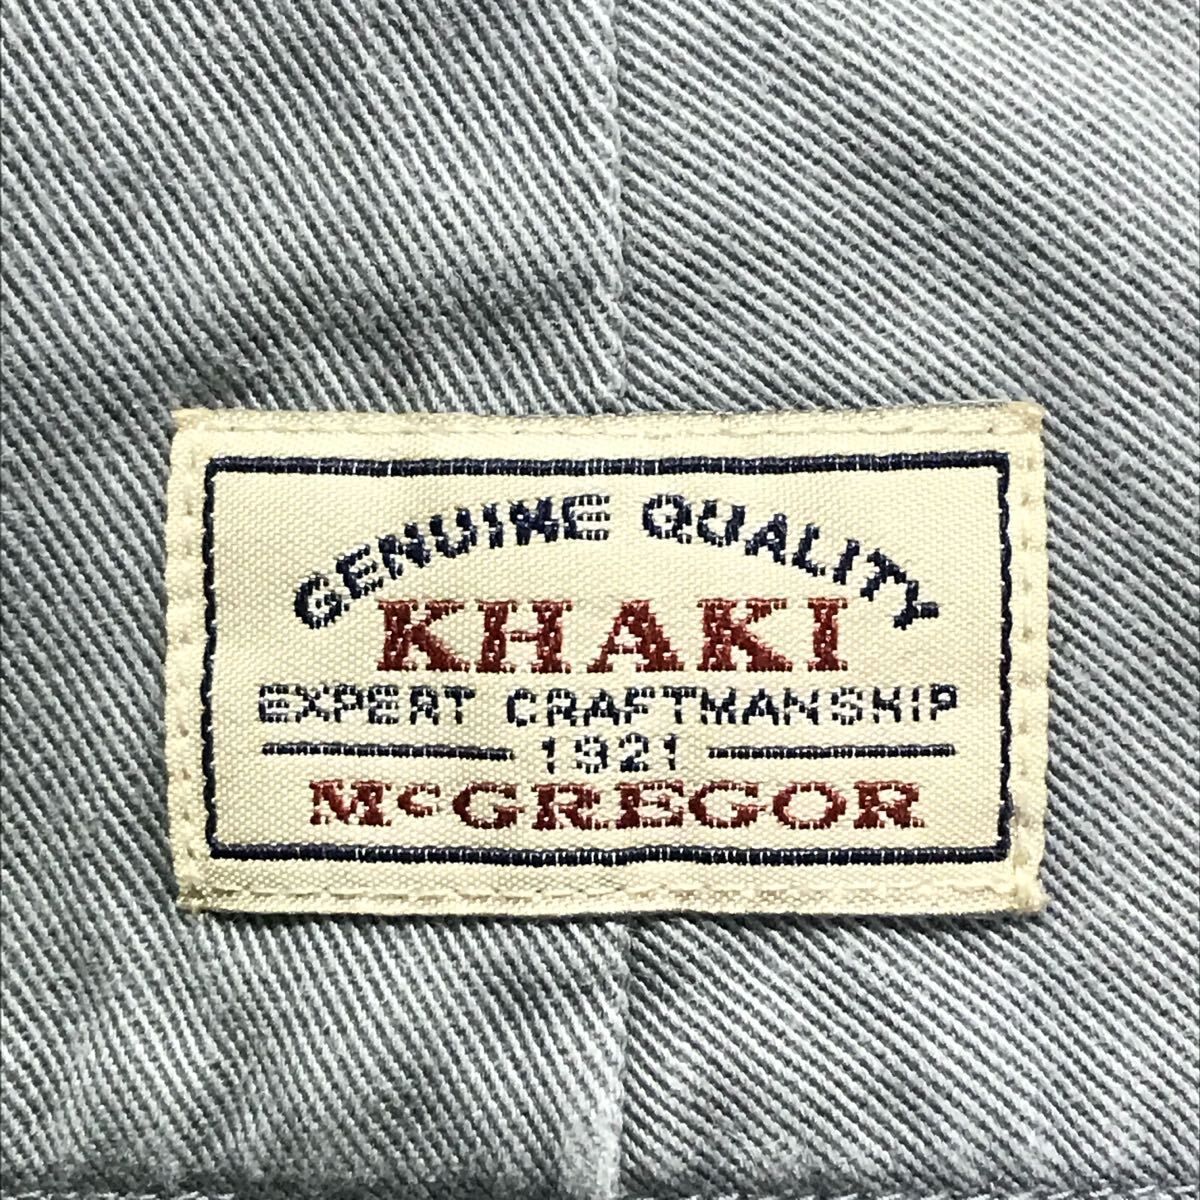 GENUINE QUALITY
KHAKI
EXPERT CRAFTMANSHIP
1921
McGREGOR